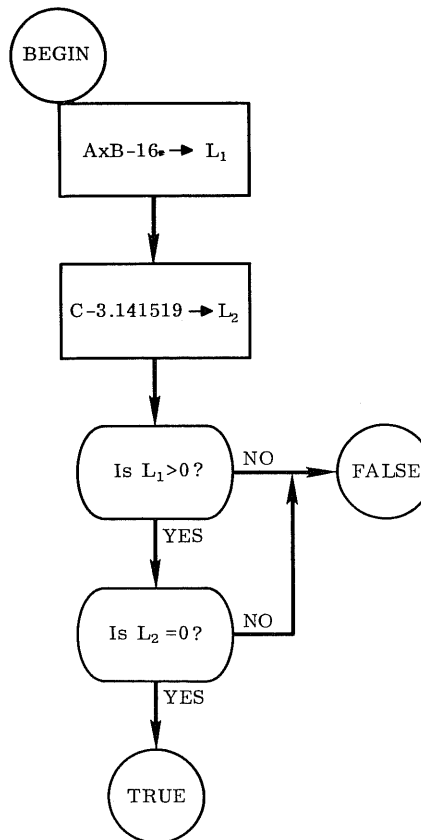 BEGIN
AxB-16. → L₁
C-3.141519 → L₂
Is L₁>0?
NO
FALSE
YES
Is L₂ =0?
NO
YES
TRUE